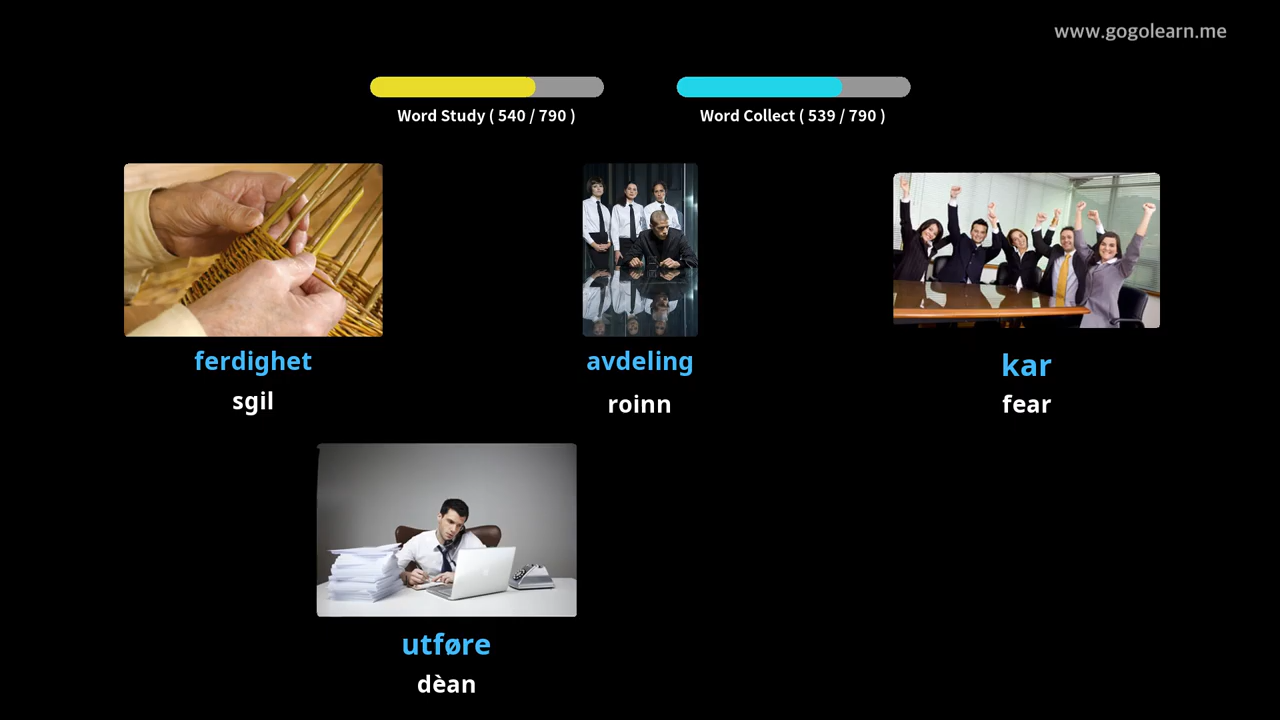 www.gogolearn.me
Word Study ( 540 / 790 )
Word Collect ( 539 / 790 )
ferdighet
sgil
avdeling
roinn
kar
fear
utføre
dèan